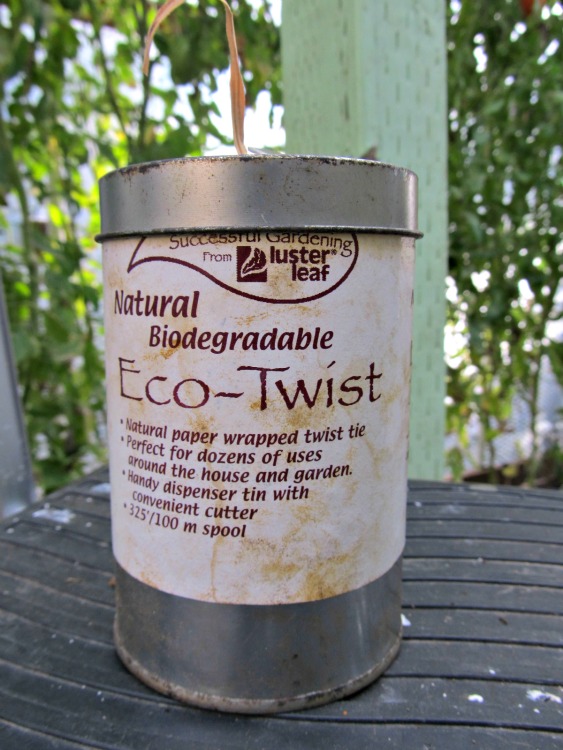 Successful Gardening
From luster®
leaf
Natural
Biodegradable
Eco-Twist
• Natural paper wrapped twist tie
• Perfect for dozens of uses
around the house and garden.
• Handy dispenser tin with
convenient cutter
• 325'/100 m spool